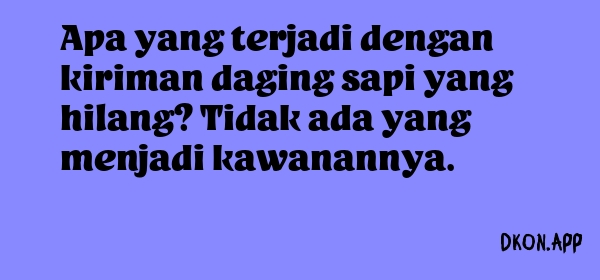 Apa yang terjadi dengan
kiriman daging sapi yang
hilang? Tidak ada yang
menjadi kawanannya.
DKON.APP